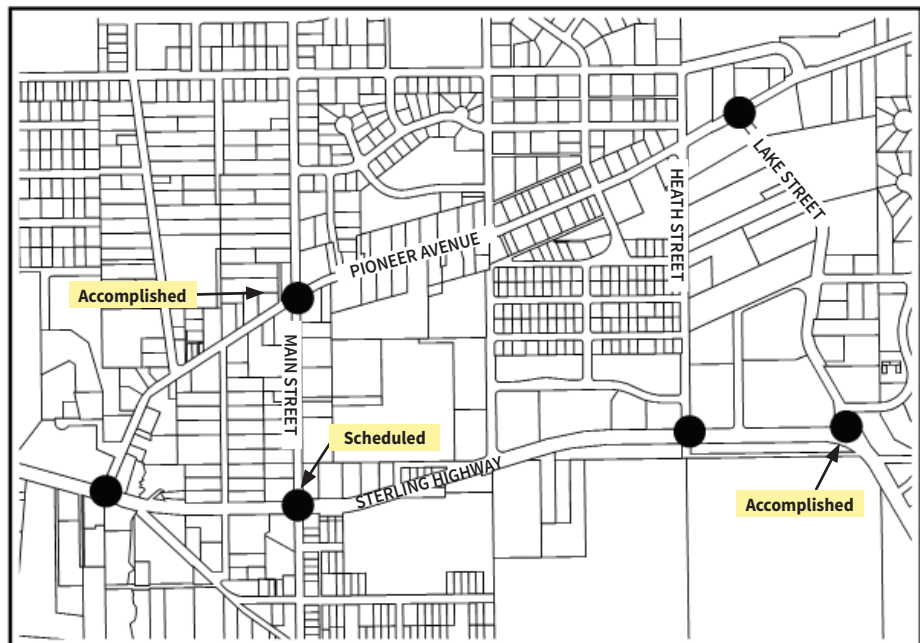 LAKE STREET
HEATH STREET
PIONEER AVENUE
Accomplished
MAIN STREET
Scheduled
STERLING HIGHWAY
Accomplished